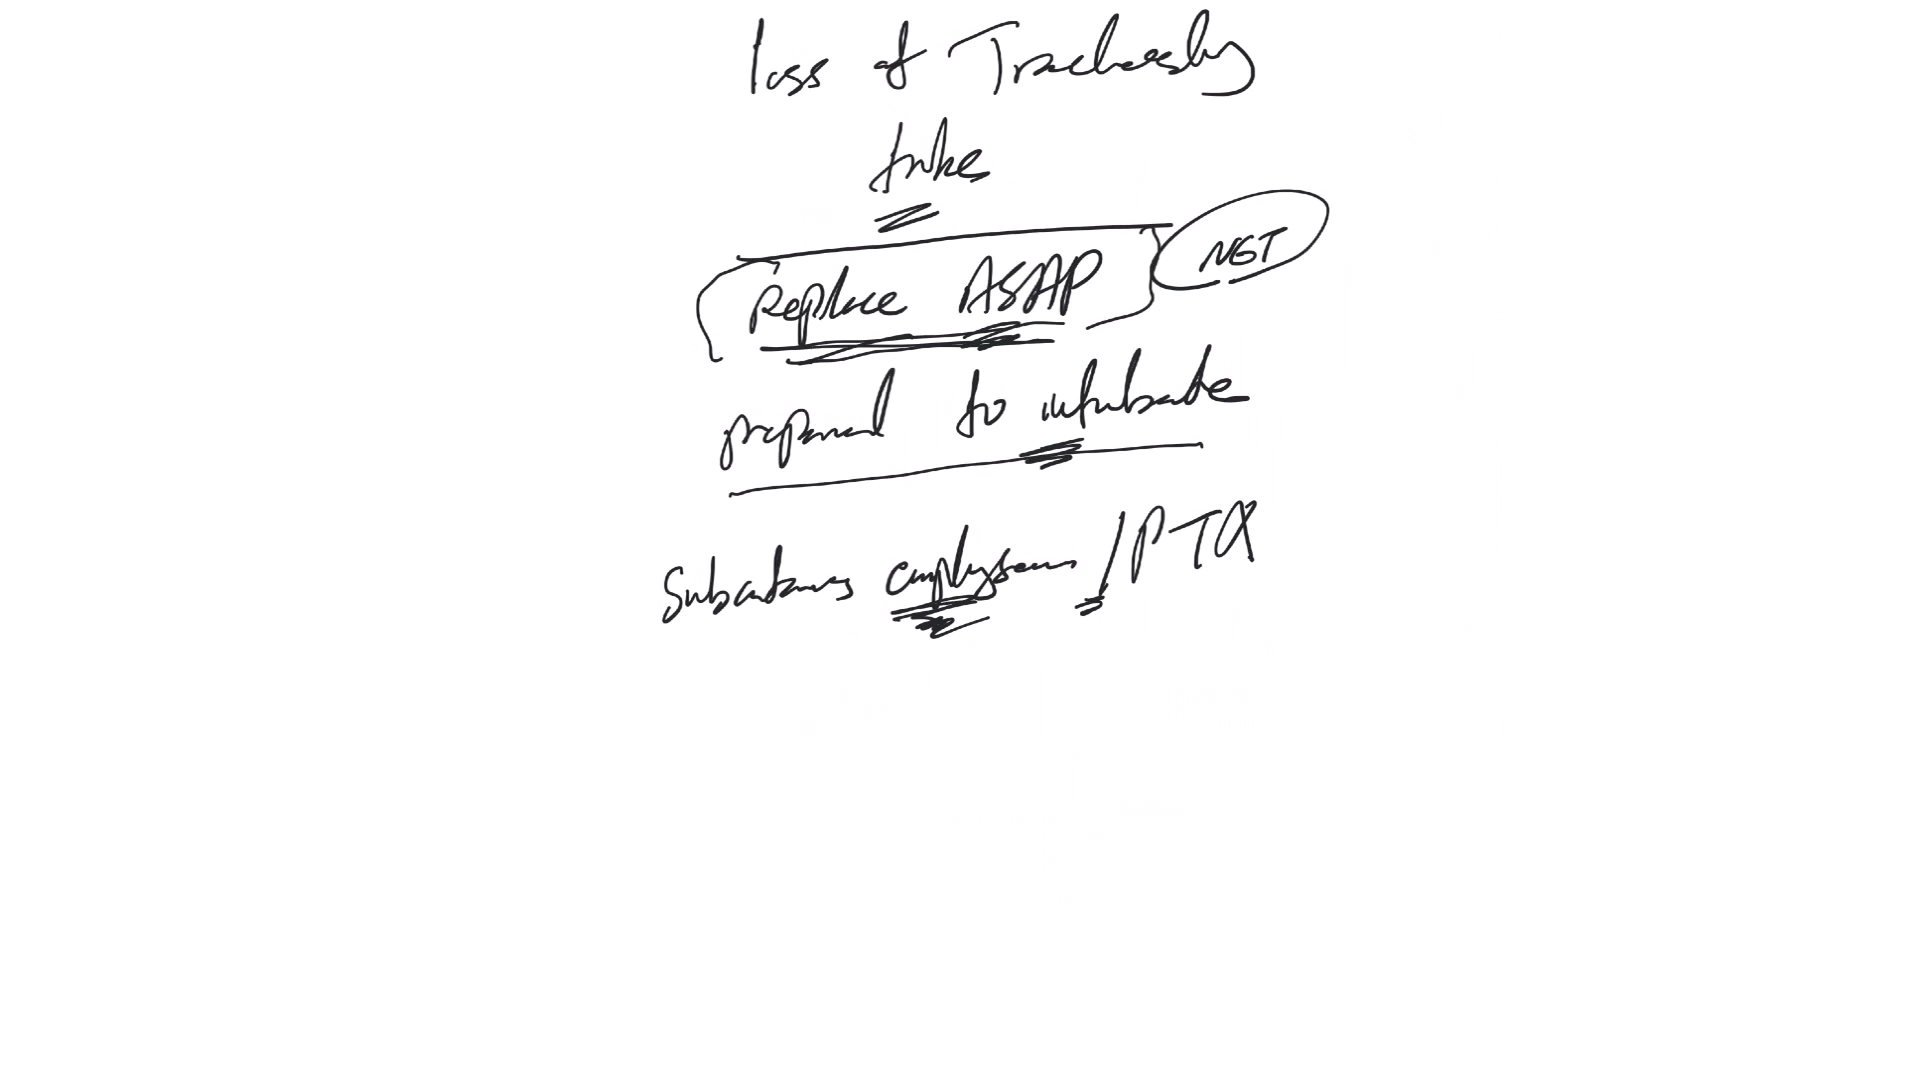 loss of Tracheostomy
tube
Replace ASAP NGT
prepared to intubate
Subcutaneous emphysema / PTX